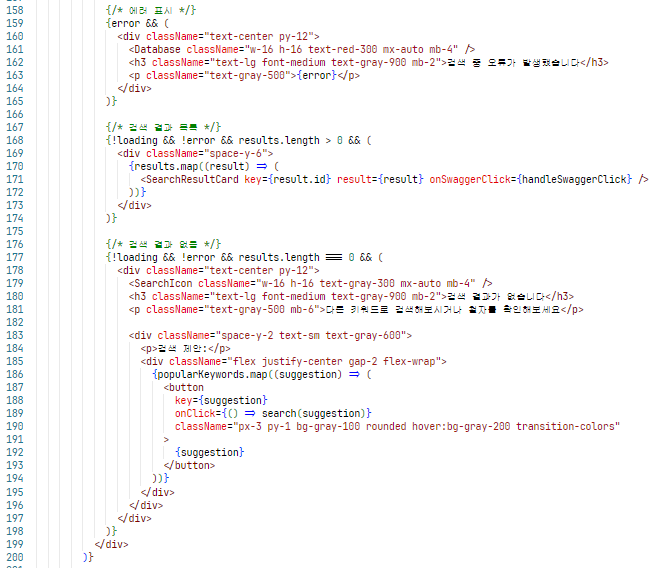 158 {/* 에러 표시 */}
159 {error && (
160 <div className="text-center py-12">
161 <Database className="w-16 h-16 text-red-300 mx-auto mb-4" />
162 <h3 className="text-lg font-medium text-gray-900 mb-2">검색 중 오류가 발생했습니다</h3>
163 <p className="text-gray-500">{error}</p>
164 </div>
165 )}
166
167 {/* 검색 결과 목록 */}
168 {!loading && !error && results.length > 0 && (
169 <div className="space-y-6">
170 {results.map((result) => (
171 <SearchResultCard key={result.id} result={result} onSwaggerClick={handleSwaggerClick} />
172 ))}
173 </div>
174 )}
175
176 {/* 검색 결과 없음 */}
177 {!loading && !error && results.length === 0 && (
178 <div className="text-center py-12">
179 <SearchIcon className="w-16 h-16 text-gray-300 mx-auto mb-4" />
180 <h3 className="text-lg font-medium text-gray-900 mb-2">검색 결과가 없습니다</h3>
181 <p className="text-gray-500 mb-6">다른 키워드로 검색해보시거나 철자를 확인해보세요</p>
182
183 <div className="space-y-2 text-sm text-gray-600">
184 <p>검색 제안:</p>
185 <div className="flex justify-center gap-2 flex-wrap">
186 {popularKeywords.map((suggestion) => (
187 <button
188 key={suggestion}
189 onClick={() => search(suggestion)}
190 className="px-3 py-1 bg-gray-100 rounded hover:bg-gray-200 transition-colors"
191 >
192 {suggestion}
193 </button>
194 ))}
195 </div>
196 </div>
197 </div>
198 )}
199 </div>
200 )}